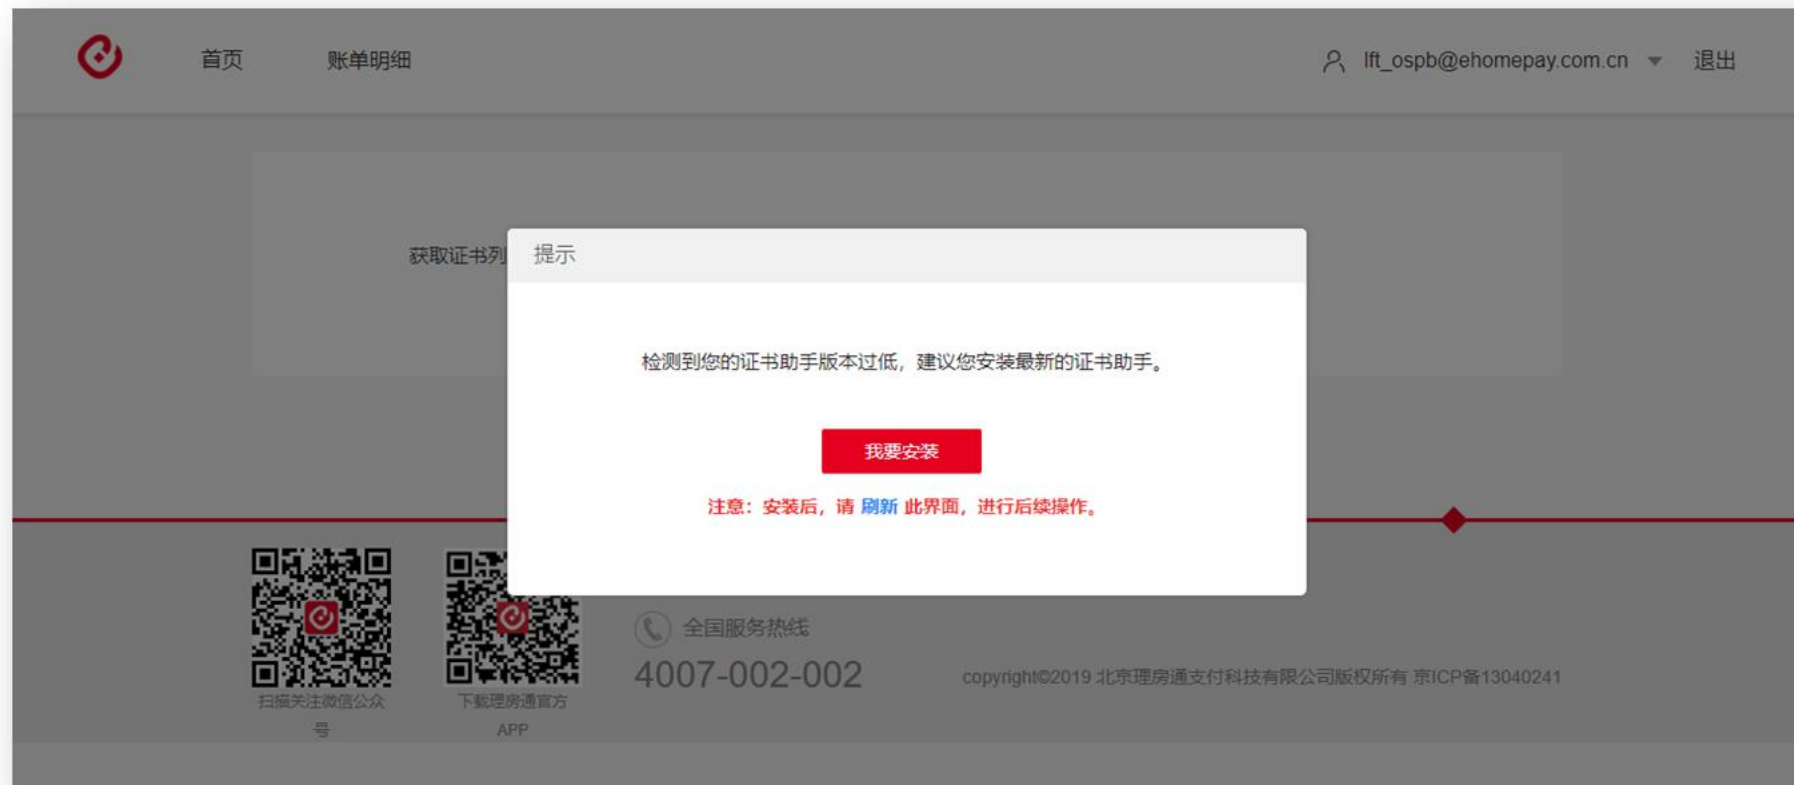 首页
账单明细
lft_ospb@ehomepay.com.cn
退出
获取证书列
提示
检测到您的证书助手版本过低，建议您安装最新的证书助手。
我要安装
注意：安装后，请 刷新 此界面，进行后续操作。
全国服务热线
4007-002-002
copyright©2019 北京理房通支付科技有限公司版权所有 京ICP备13040241
扫描关注微信公众
号
下载理房通官方
APP